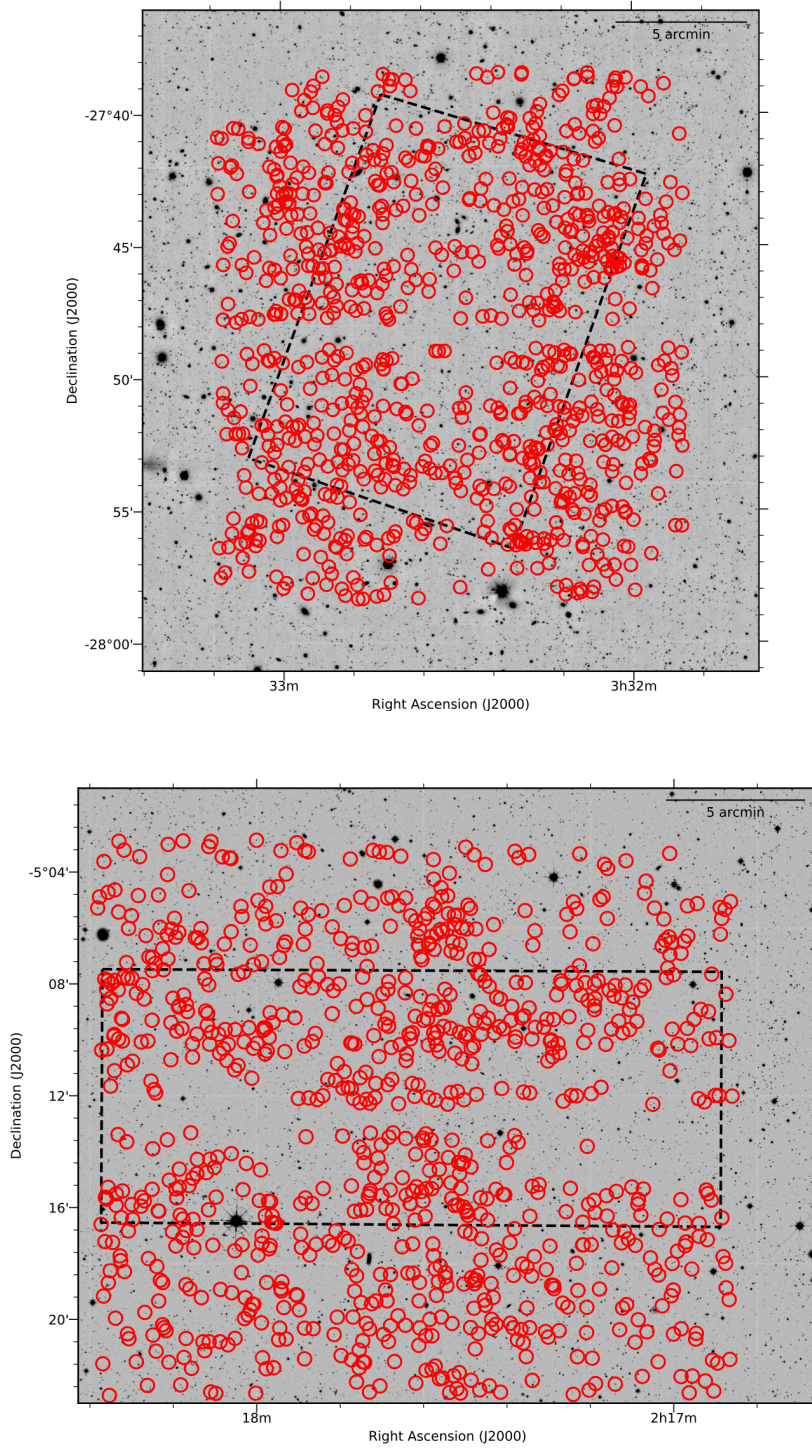 5 arcmin
-27°40'
45'
50'
55'
-28°00'
Declination (J2000)
33m
3h32m
Right Ascension (J2000)
5 arcmin
-5°04'
08'
12'
16'
20'
Declination (J2000)
18m
2h17m
Right Ascension (J2000)